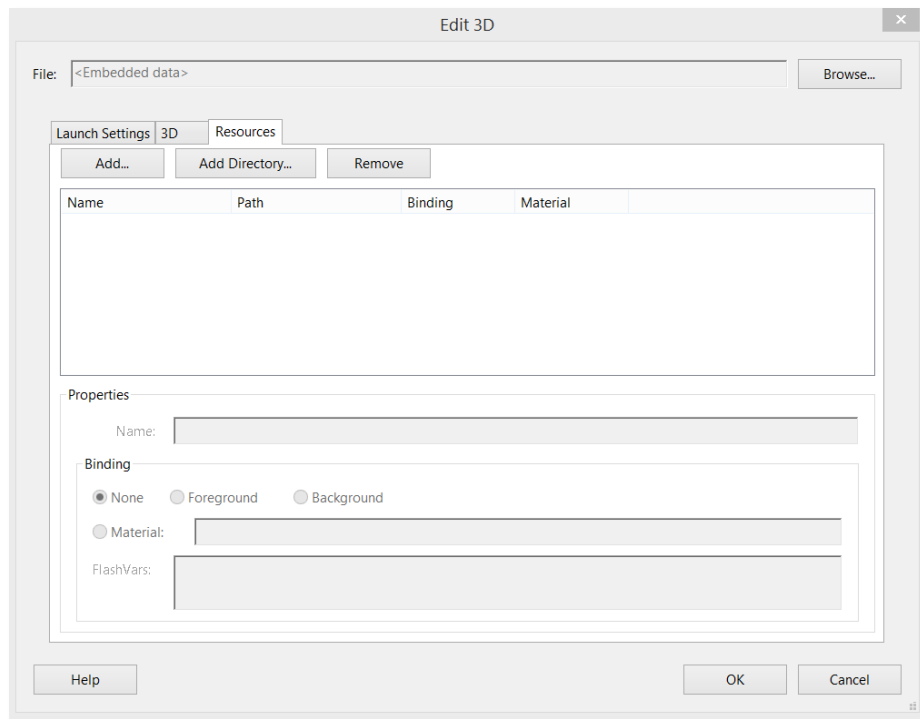 Edit 3D
File: <Embedded data> Browse...
Launch Settings 3D Resources
Add... Add Directory... Remove
Name Path Binding Material
Properties
Name:
Binding
None Foreground Background
Material:
FlashVars:
Help OK Cancel